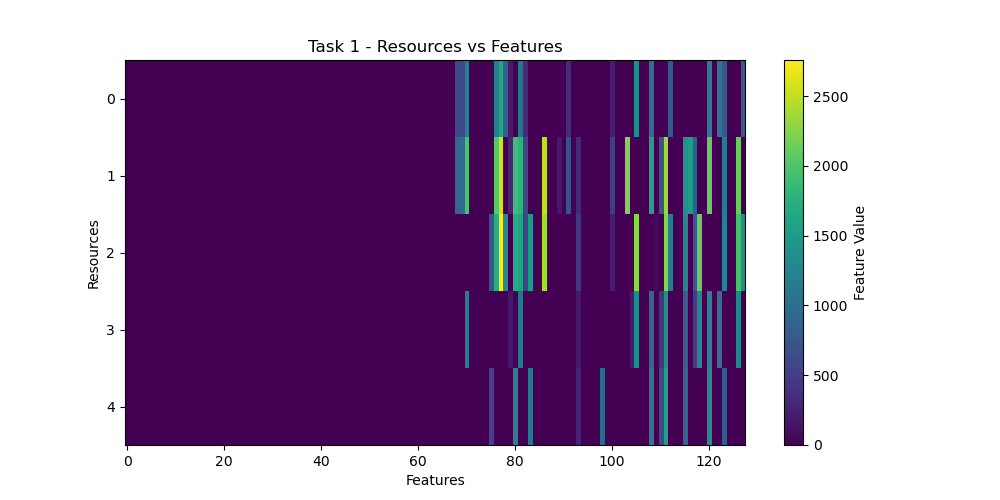 Task 1 - Resources vs Features
Resources
0
1
2
3
4
0 20 40 60 80 100 120
Features
2500
2000
1500
1000
500
0
Feature Value